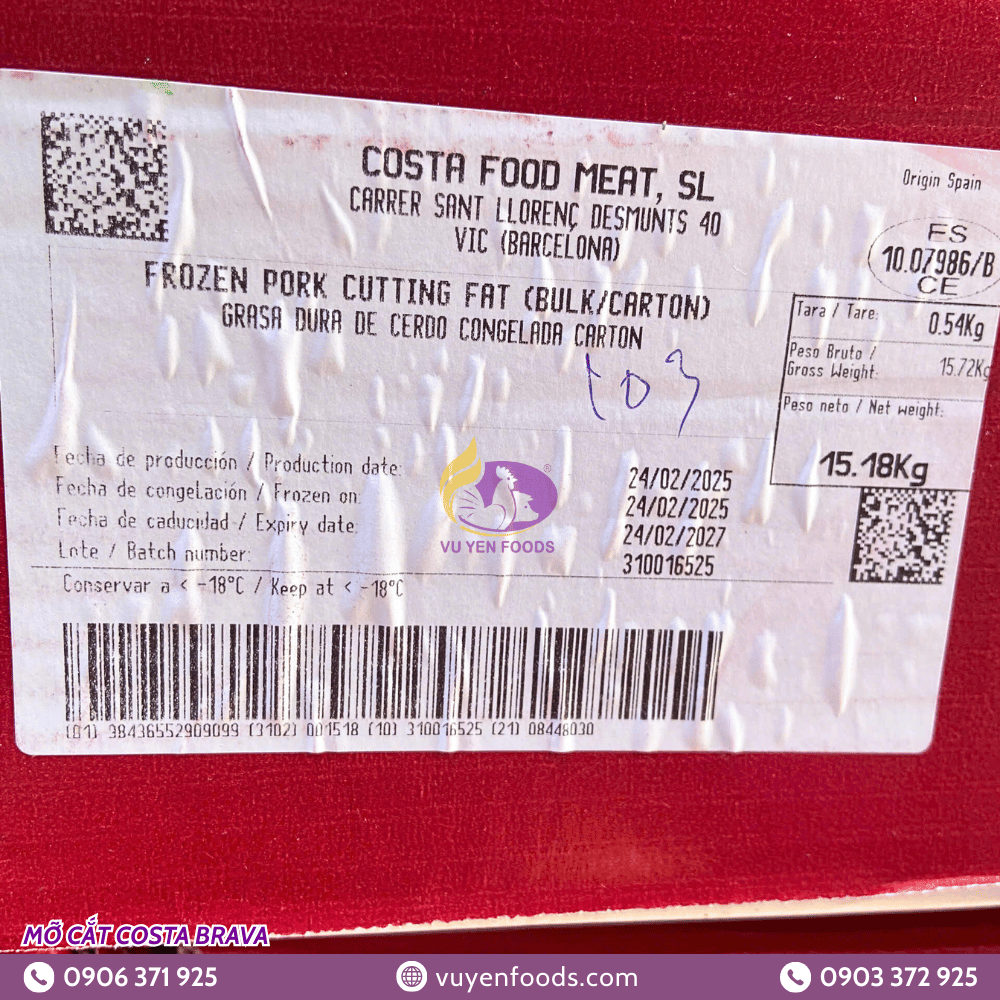 COSTA FOOD MEAT, SL
CARRER SANT LLORENÇ DESMUNTS 40
VIC (BARCELONA)
Origin Spain
ES
10.07986/B
CE
FROZEN PORK CUTTING FAT (BULK/CARTON)
GRASA DURA DE CERDO CONGELADA CARTON
Tara / Tare: 0.54Kg
Peso Bruto /
Gross Weight: 15.72Kg
Peso neto / Net weight:
15.18Kg
Fecha de producción / Production date: 24/02/2025
Fecha de congelación / Frozen on: 24/02/2025
Fecha de caducidad / Expiry date: 24/02/2027
Lote / Batch number: 310016525
Conservar a < -18°C / Keep at < -18°C
VU YEN FOODS
®
(01) 98436552909099 (3102) 001518 (10) 310016525 (21) 08448030
MỠ CẮT COSTA BRAVA
0906 371 925
vuyenfoods.com
0903 372 925